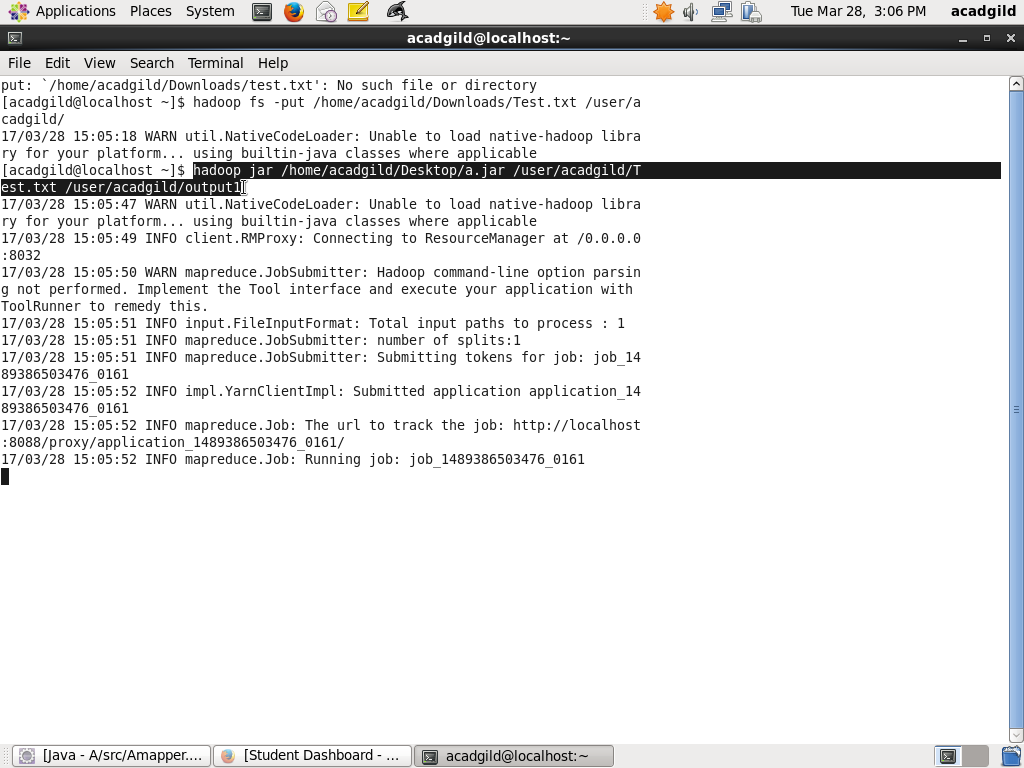 Applications Places System Tue Mar 28, 3:06 PM acadgild
acadgild@localhost:~
File Edit View Search Terminal Help
put: `/home/acadgild/Downloads/test.txt': No such file or directory
[acadgild@localhost ~]$ hadoop fs -put /home/acadgild/Downloads/Test.txt /user/a
cadgild/
17/03/28 15:05:18 WARN util.NativeCodeLoader: Unable to load native-hadoop libra
ry for your platform... using builtin-java classes where applicable
[acadgild@localhost ~]$ hadoop jar /home/acadgild/Desktop/a.jar /user/acadgild/T
est.txt /user/acadgild/output1
17/03/28 15:05:47 WARN util.NativeCodeLoader: Unable to load native-hadoop libra
ry for your platform... using builtin-java classes where applicable
17/03/28 15:05:49 INFO client.RMProxy: Connecting to ResourceManager at /0.0.0.0
:8032
17/03/28 15:05:50 WARN mapreduce.JobSubmitter: Hadoop command-line option parsin
g not performed. Implement the Tool interface and execute your application with
ToolRunner to remedy this.
17/03/28 15:05:51 INFO input.FileInputFormat: Total input paths to process : 1
17/03/28 15:05:51 INFO mapreduce.JobSubmitter: number of splits:1
17/03/28 15:05:51 INFO mapreduce.JobSubmitter: Submitting tokens for job: job_14
89386503476_0161
17/03/28 15:05:52 INFO impl.YarnClientImpl: Submitted application application_14
89386503476_0161
17/03/28 15:05:52 INFO mapreduce.Job: The url to track the job: http://localhost
:8088/proxy/application_1489386503476_0161/
17/03/28 15:05:52 INFO mapreduce.Job: Running job: job_1489386503476_0161
[Java - A/src/Amapper.... [Student Dashboard - ... acadgild@localhost:~